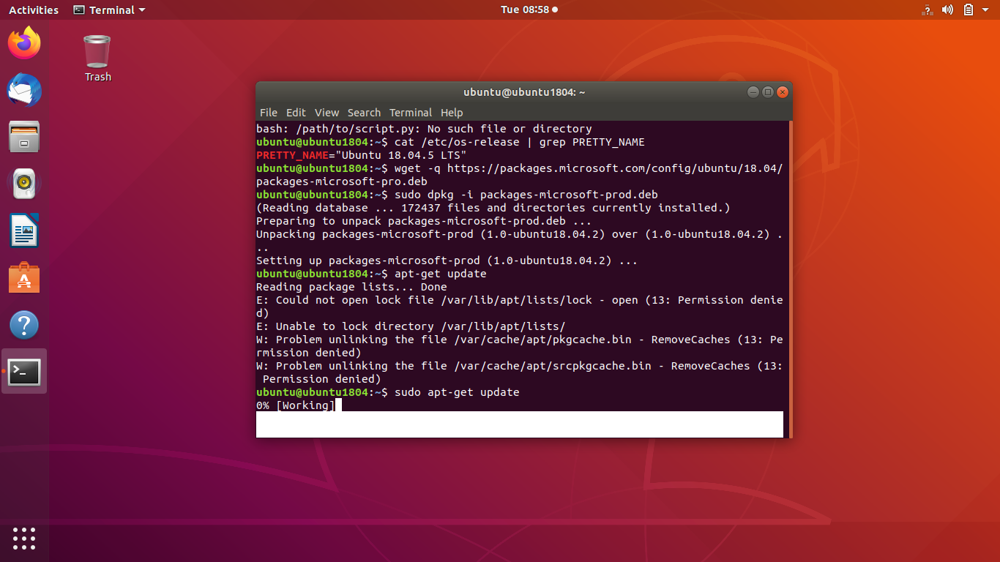 Activities
Terminal
Tue 08:58
Trash
ubuntu@ubuntu1804: ~
File Edit View Search Terminal Help
bash: /path/to/script.py: No such file or directory
ubuntu@ubuntu1804:~$ cat /etc/os-release | grep PRETTY_NAME
PRETTY_NAME="Ubuntu 18.04.5 LTS"
ubuntu@ubuntu1804:~$ wget -q https://packages.microsoft.com/config/ubuntu/18.04/
packages-microsoft-pro.deb
ubuntu@ubuntu1804:~$ sudo dpkg -i packages-microsoft-prod.deb
(Reading database ... 172437 files and directories currently installed.)
Preparing to unpack packages-microsoft-prod.deb ...
Unpacking packages-microsoft-prod (1.0-ubuntu18.04.2) over (1.0-ubuntu18.04.2) .
..
Setting up packages-microsoft-prod (1.0-ubuntu18.04.2) ...
ubuntu@ubuntu1804:~$ apt-get update
Reading package lists... Done
E: Could not open lock file /var/lib/apt/lists/lock - open (13: Permission denie
d)
E: Unable to lock directory /var/lib/apt/lists/
W: Problem unlinking the file /var/cache/apt/pkgcache.bin - RemoveCaches (13: Pe
rmission denied)
W: Problem unlinking the file /var/cache/apt/srcpkgcache.bin - RemoveCaches (13:
 Permission denied)
ubuntu@ubuntu1804:~$ sudo apt-get update
0% [Working]